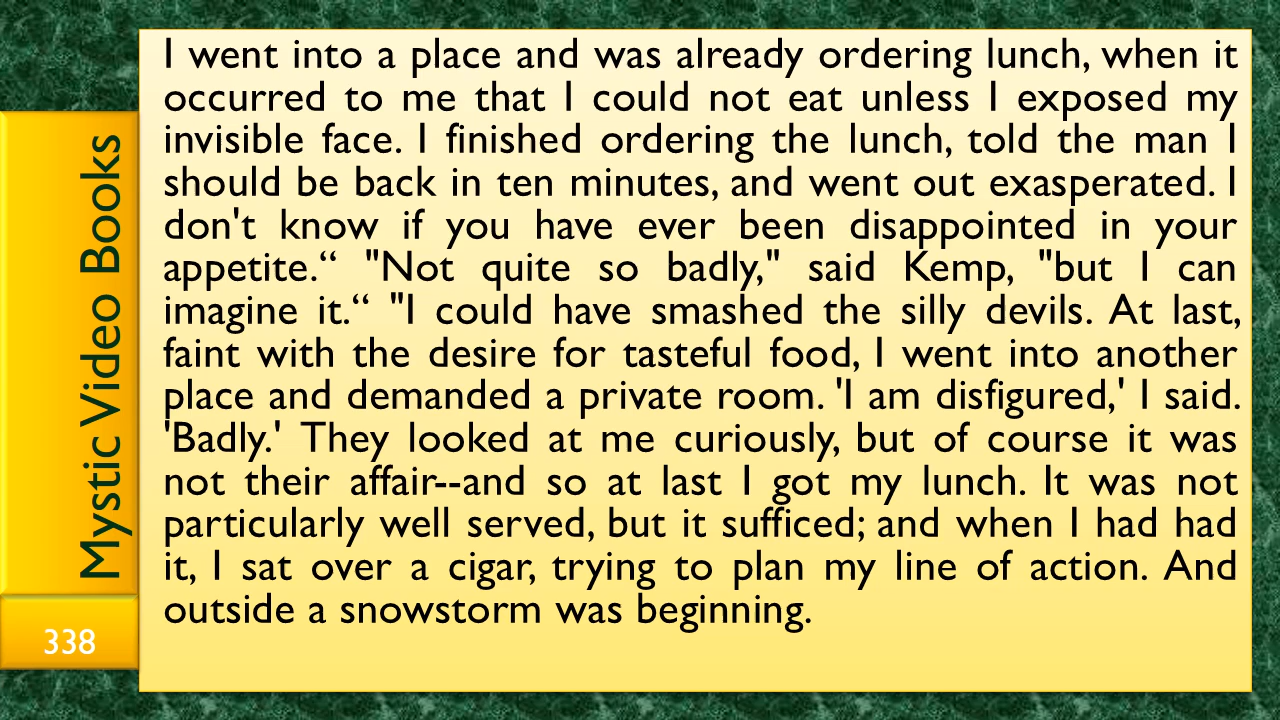 I went into a place and was already ordering lunch, when it
occurred to me that I could not eat unless I exposed my
invisible face. I finished ordering the lunch, told the man I
should be back in ten minutes, and went out exasperated. I
don't know if you have ever been disappointed in your
appetite.“ "Not quite so badly," said Kemp, "but I can
imagine it.“ "I could have smashed the silly devils. At last,
faint with the desire for tasteful food, I went into another
place and demanded a private room. 'I am disfigured,' I said.
'Badly.' They looked at me curiously, but of course it was
not their affair--and so at last I got my lunch. It was not
particularly well served, but it sufficed; and when I had had
it, I sat over a cigar, trying to plan my line of action. And
outside a snowstorm was beginning.
Mystic Video Books
338